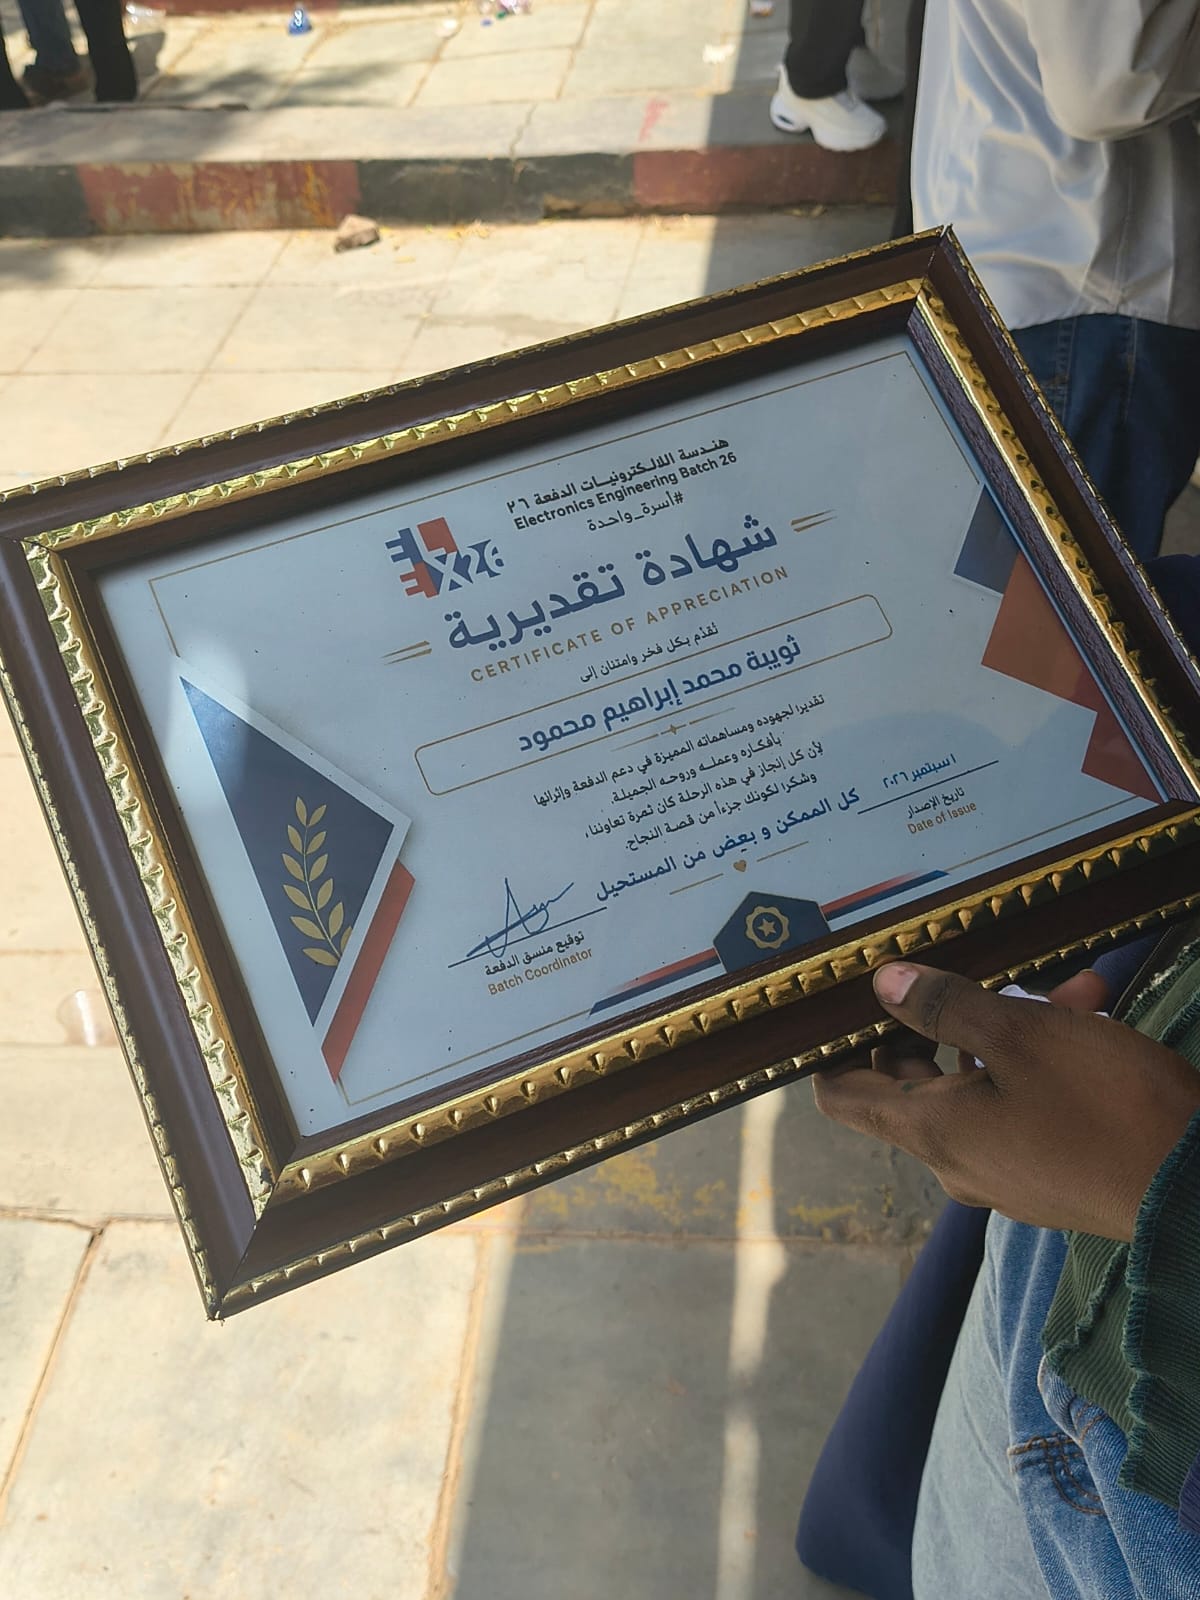 هندسة اللالكترونيات الدفعة ٢٦
Electronics Engineering Batch 26
#أسرة_واحدة
شهادة تقديرية
CERTIFICATE OF APPRECIATION
تُقدَّم بكل فخر وامتنان إلى
ثويبة محمد إبراهيم محمود
تقديرا لجهوده ومساهماته المميزة في دعم الدفعة وإثرائها
بأفكاره وعمله وروحه الجميلة.
لأن كل إنجاز في هذه الرحلة كان ثمرة تعاوننا،
وشكرا لكونك جزءاً من قصة النجاح.
كل الممكن و بعض من المستحيل
١ سبتمبر ٢٠٢٦
تاريخ الإصدار
Date of Issue
توقيع منسق الدفعة
Batch Coordinator